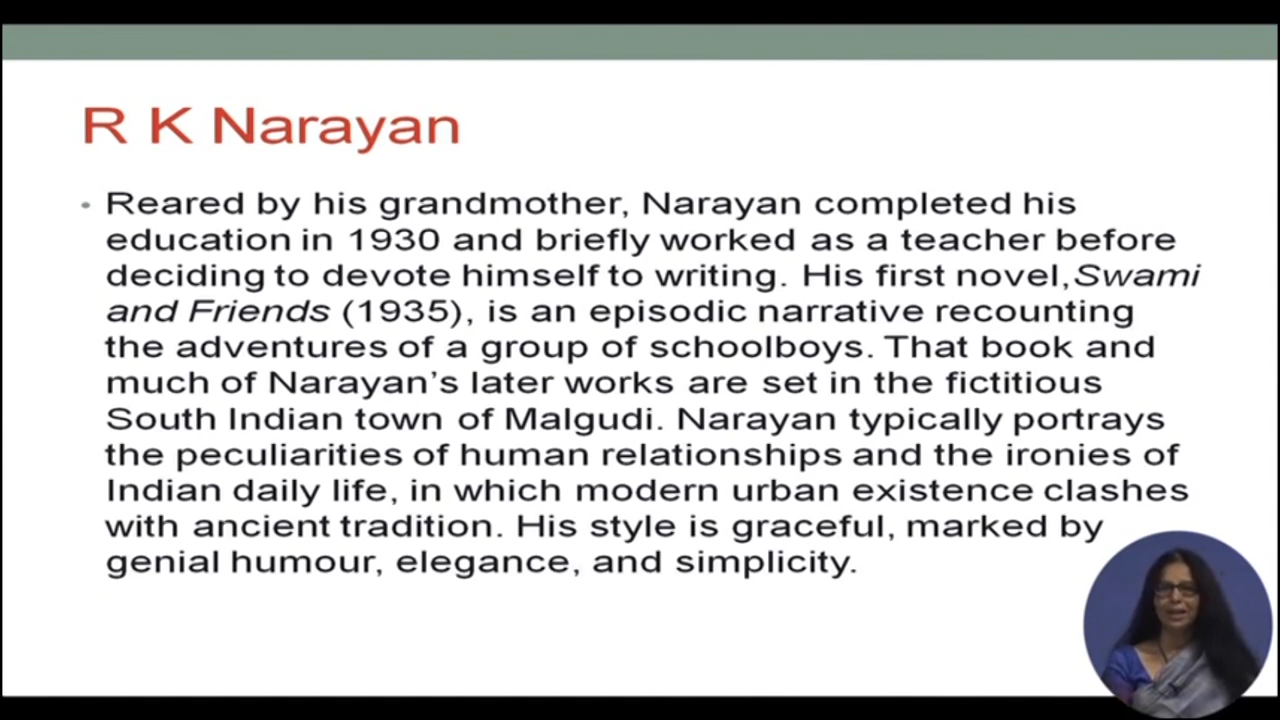 R K Narayan
• Reared by his grandmother, Narayan completed his
education in 1930 and briefly worked as a teacher before
deciding to devote himself to writing. His first novel,Swami
and Friends (1935), is an episodic narrative recounting
the adventures of a group of schoolboys. That book and
much of Narayan’s later works are set in the fictitious
South Indian town of Malgudi. Narayan typically portrays
the peculiarities of human relationships and the ironies of
Indian daily life, in which modern urban existence clashes
with ancient tradition. His style is graceful, marked by
genial humour, elegance, and simplicity.